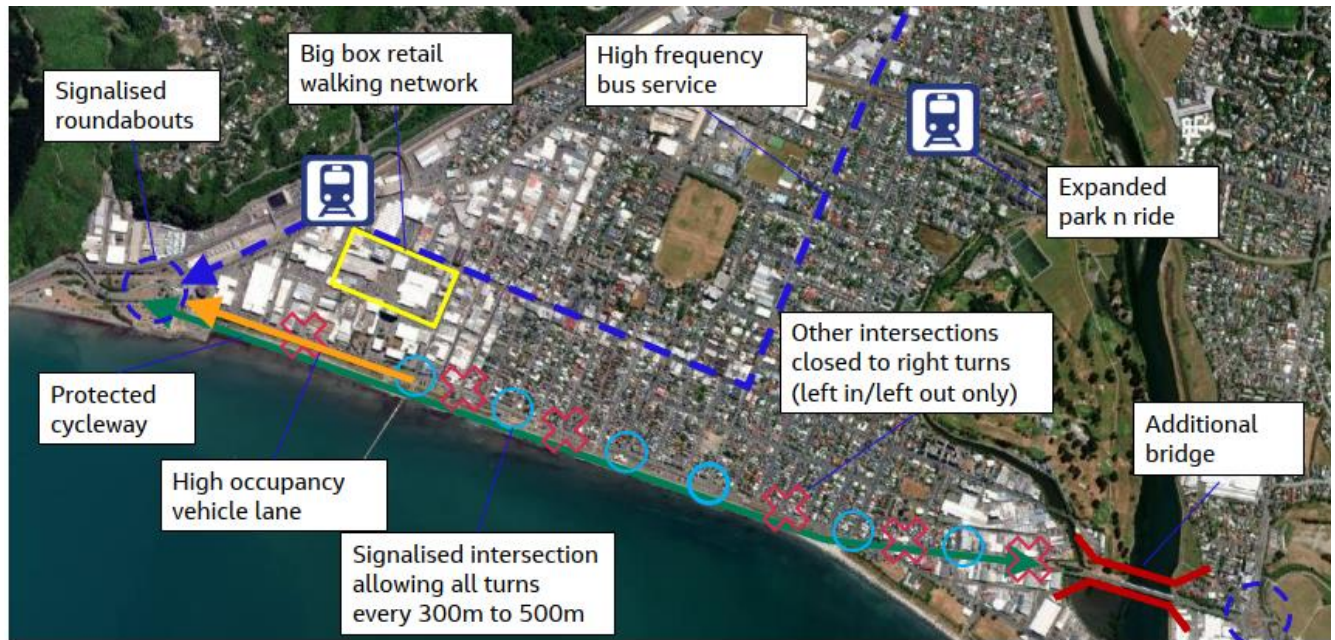 Big box retail
walking network
High frequency
bus service
Signalised
roundabouts
Expanded
park n ride
Other intersections
closed to right turns
(left in/left out only)
Protected
cycleway
Additional
bridge
High occupancy
vehicle lane
Signalised intersection
allowing all turns
every 300m to 500m